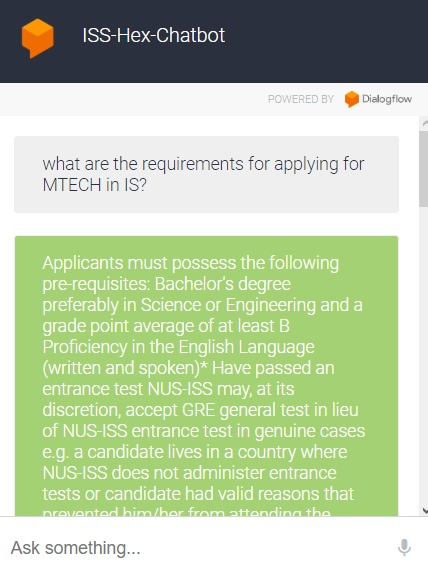 ISS-Hex-Chatbot
POWERED BY Dialogflow
what are the requirements for applying for
MTECH in IS?
Applicants must possess the following
pre-requisites: Bachelor's degree
preferably in Science or Engineering and a
grade point average of at least B
Proficiency in the English Language
(written and spoken)* Have passed an
entrance test NUS-ISS may, at its
discretion, accept GRE general test in lieu
of NUS-ISS entrance test in genuine cases
e.g. a candidate lives in a country where
NUS-ISS does not administer entrance
tests or candidate had valid reasons that
prevented him/her from attending the
Ask something...